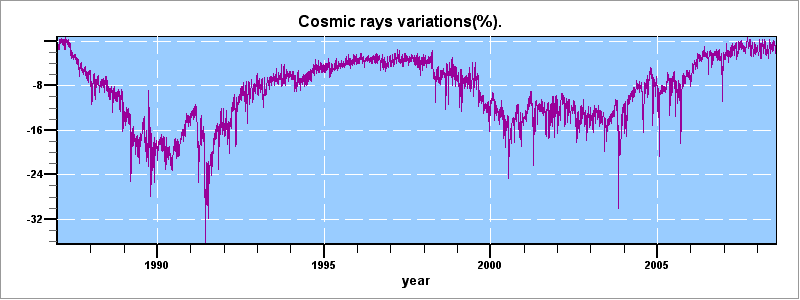 Cosmic rays variations(%).
-8
-16
-24
-32
1990 1995 2000 2005
year